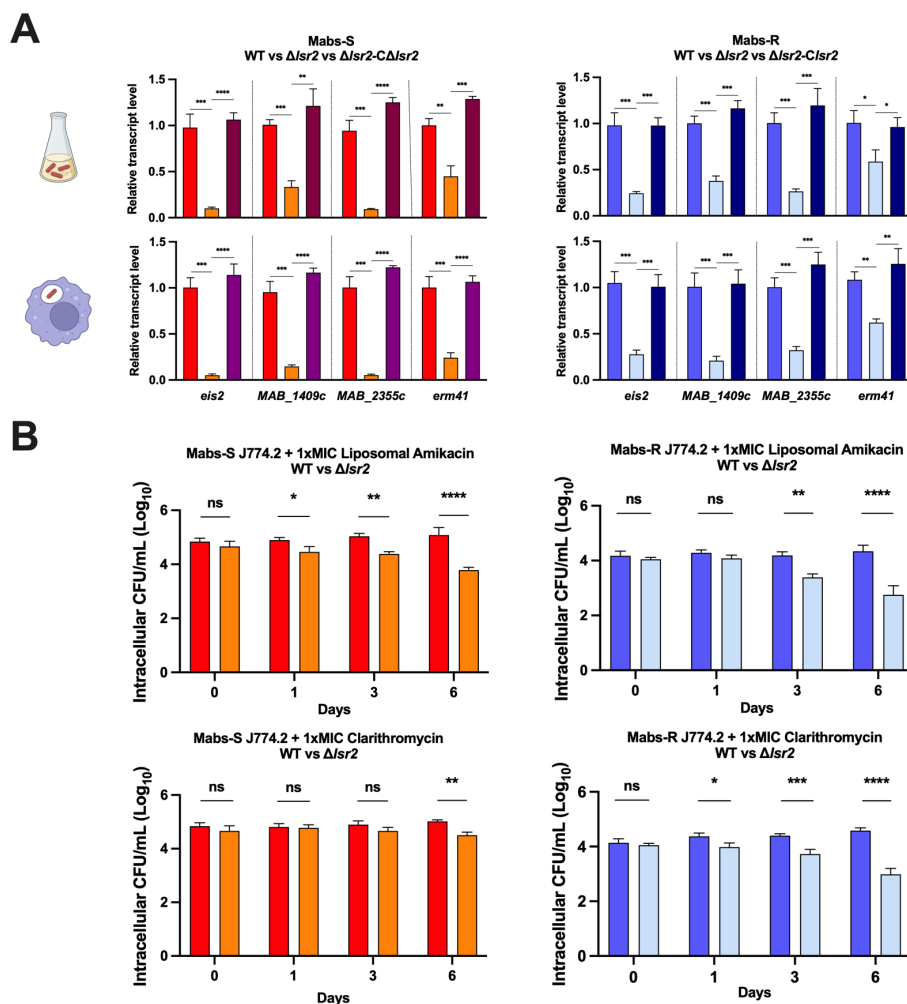 A
Mabs-S
WT vs Δlsr2 vs Δlsr2-CΔlsr2
Relative transcript level
1.5
1.0
0.5
0.0
*** **** *** ** *** **** ** ***
Mabs-R
WT vs Δlsr2 vs Δlsr2-Clsr2
Relative transcript level
1.5
1.0
0.5
0.0
*** *** *** *** *** *** * *
Relative transcript level
1.5
1.0
0.5
0.0
*** **** *** **** *** **** *** ****
eis2 MAB_1409c MAB_2355c erm41
Relative transcript level
1.5
1.0
0.5
0.0
*** *** *** *** *** *** ** **
eis2 MAB_1409c MAB_2355c erm41
B
Mabs-S J774.2 + 1xMIC Liposomal Amikacin
WT vs Δlsr2
Intracellular CFU/mL (Log10)
6
4
2
0
ns * ** ****
0 1 3 6
Days
Mabs-R J774.2 + 1xMIC Liposomal Amikacin
WT vs Δlsr2
Intracellular CFU/mL (Log10)
6
4
2
0
ns ns ** ****
0 1 3 6
Days
Mabs-S J774.2 + 1xMIC Clarithromycin
WT vs Δlsr2
Intracellular CFU/mL (Log10)
6
4
2
0
ns ns ns **
0 1 3 6
Days
Mabs-R J774.2 + 1xMIC Clarithromycin
WT vs Δlsr2
Intracellular CFU/mL (Log10)
6
4
2
0
ns * *** ****
0 1 3 6
Days